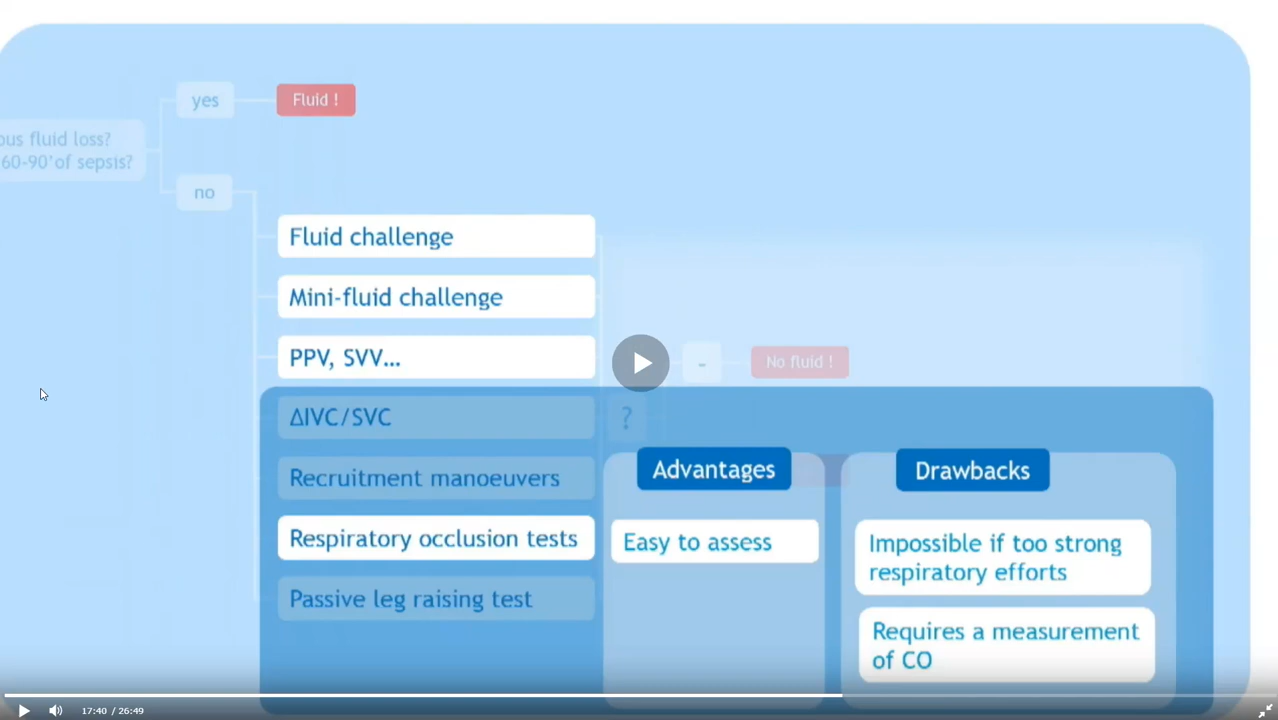 yes
Fluid !
ous fluid loss?
60-90'of sepsis?
no
Fluid challenge
Mini-fluid challenge
PPV, SVV...
-
No fluid !
ΔIVC/SVC
?
Recruitment manoeuvers
Respiratory occlusion tests
Passive leg raising test
Advantages
Easy to assess
Drawbacks
Impossible if too strong
respiratory efforts
Requires a measurement
of CO
17:40 / 26:49